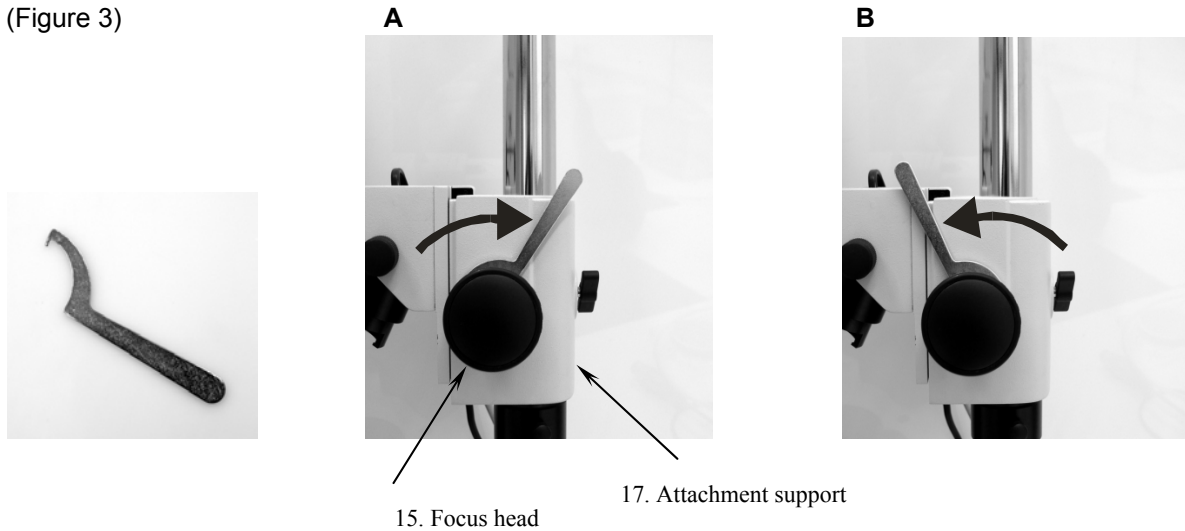 (Figure 3)
A
B
15. Focus head
17. Attachment support